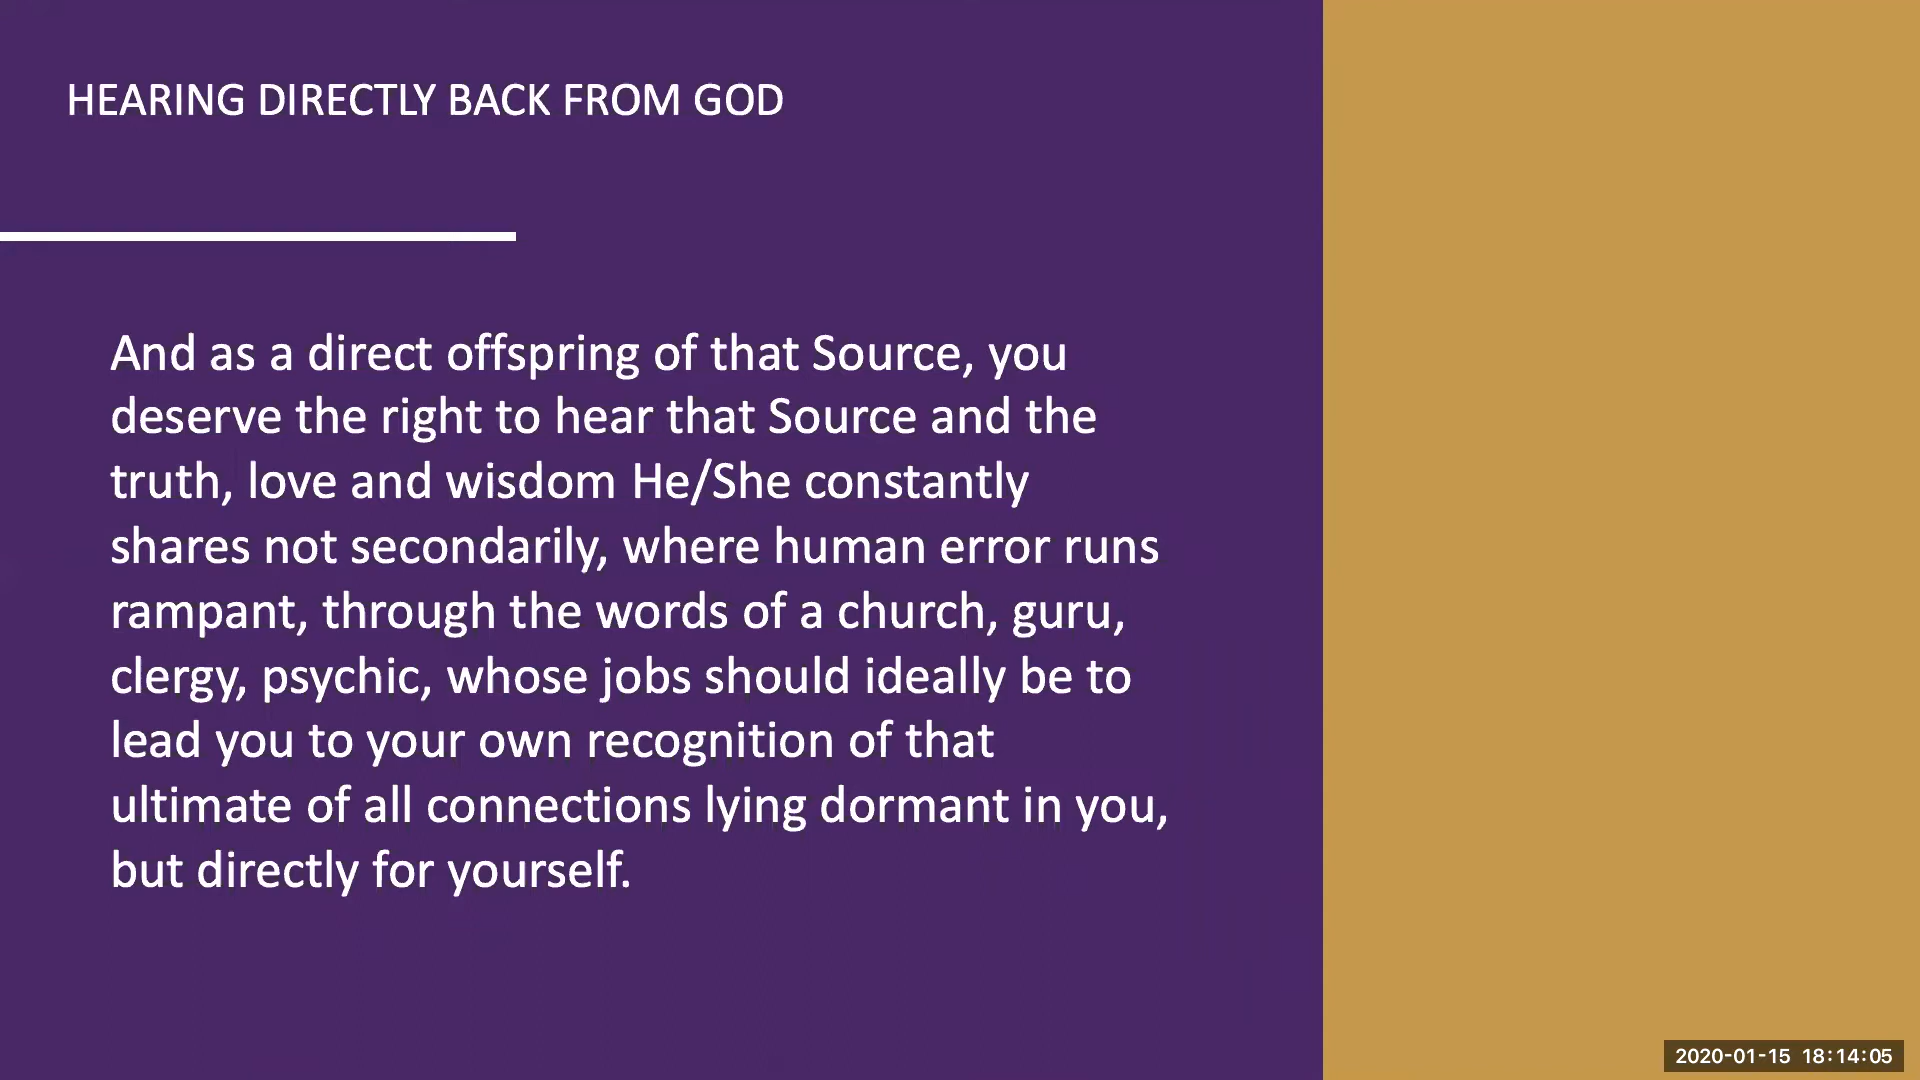 HEARING DIRECTLY BACK FROM GOD
And as a direct offspring of that Source, you
deserve the right to hear that Source and the
truth, love and wisdom He/She constantly
shares not secondarily, where human error runs
rampant, through the words of a church, guru,
clergy, psychic, whose jobs should ideally be to
lead you to your own recognition of that
ultimate of all connections lying dormant in you,
but directly for yourself.
2020-01-15 18:14:05